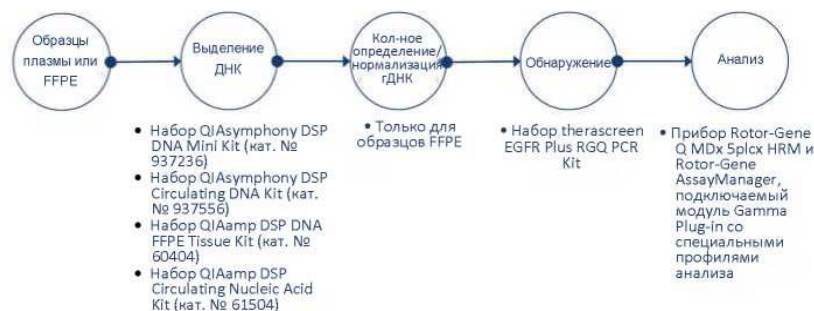 Образцы
плазмы или
FFPE
Выделение
ДНК
Кол-ное
определение/
нормализация
гДНК
Обнаружение
Анализ
• Набор QIAsymphony DSP
DNA Mini Kit (кат. №
937236)
• Набор QIAsymphony DSP
Circulating DNA Kit (кат.
№ 937556)
• Набор QIAamp DSP DNA
FFPE Tissue Kit (кат. №
60404)
• Набор QIAamp DSP
Circulating Nucleic Acid
Kit (кат. № 61504)
• Только для
образцов FFPE
• Набор therascreen
EGFR Plus RGQ PCR
Kit
• Прибор Rotor-Gene
Q MDx 5plcx HRM и
Rotor-Gene
AssayManager,
подключаемый
модуль Gamma
Plug-in со
специальными
профилями
анализа